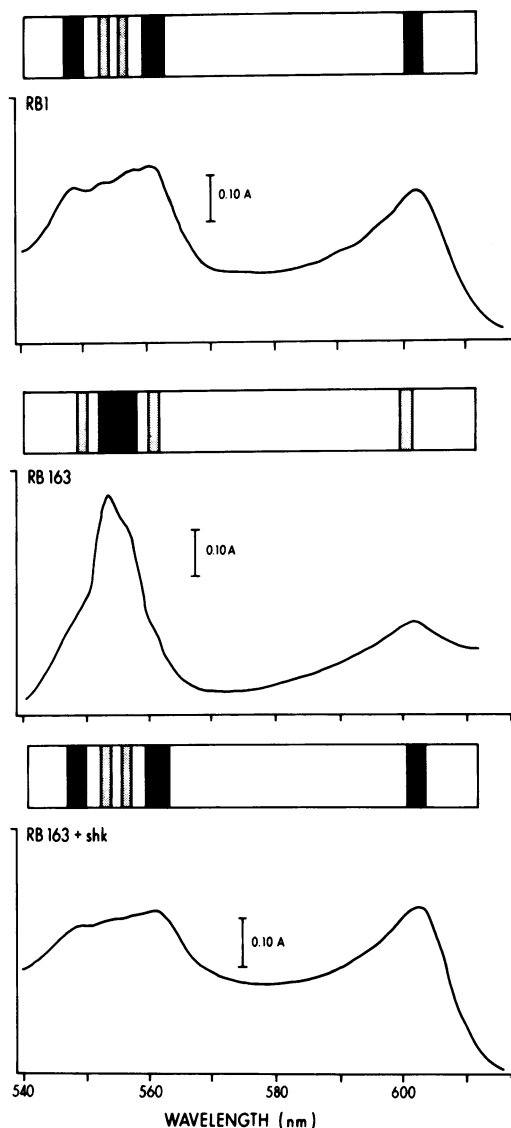 RB1
0.10 A
RB 163
0.10 A
RB 163 + shk
0.10 A
540 560 580 600
WAVELENGTH (nm)